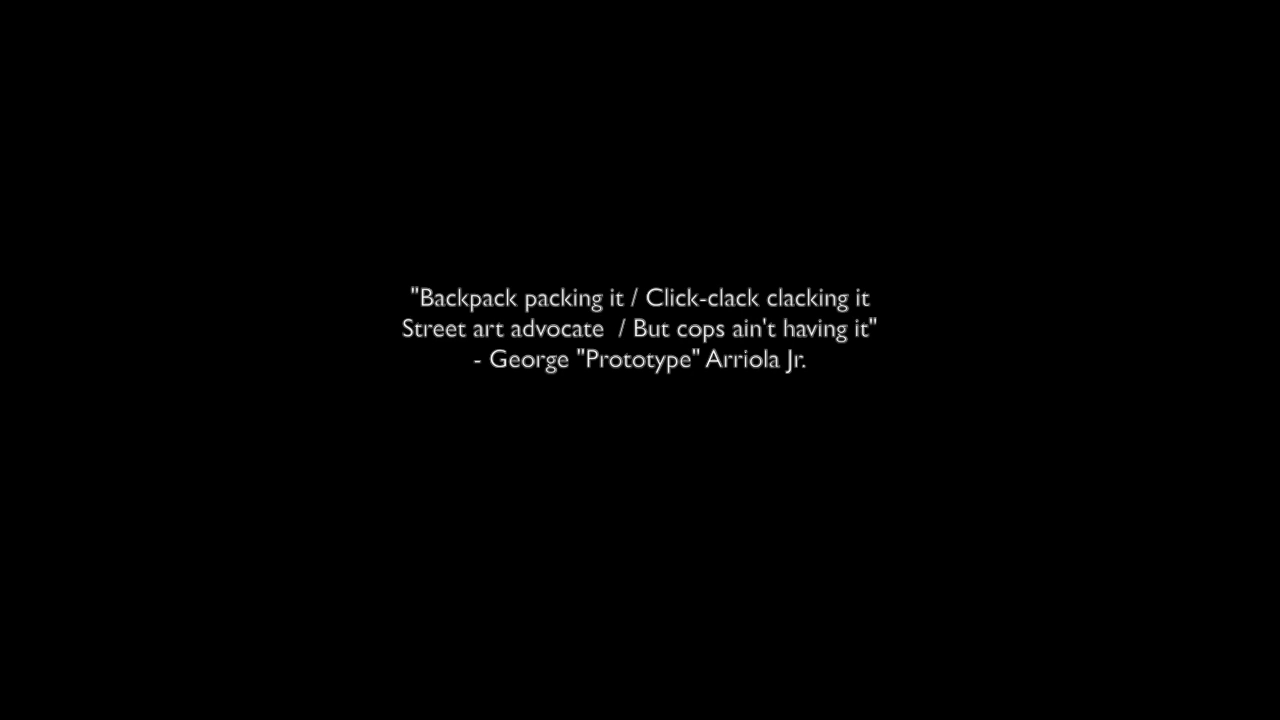 "Backpack packing it / Click-clack clacking it
Street art advocate  / But cops ain't having it"
- George "Prototype" Arriola Jr.